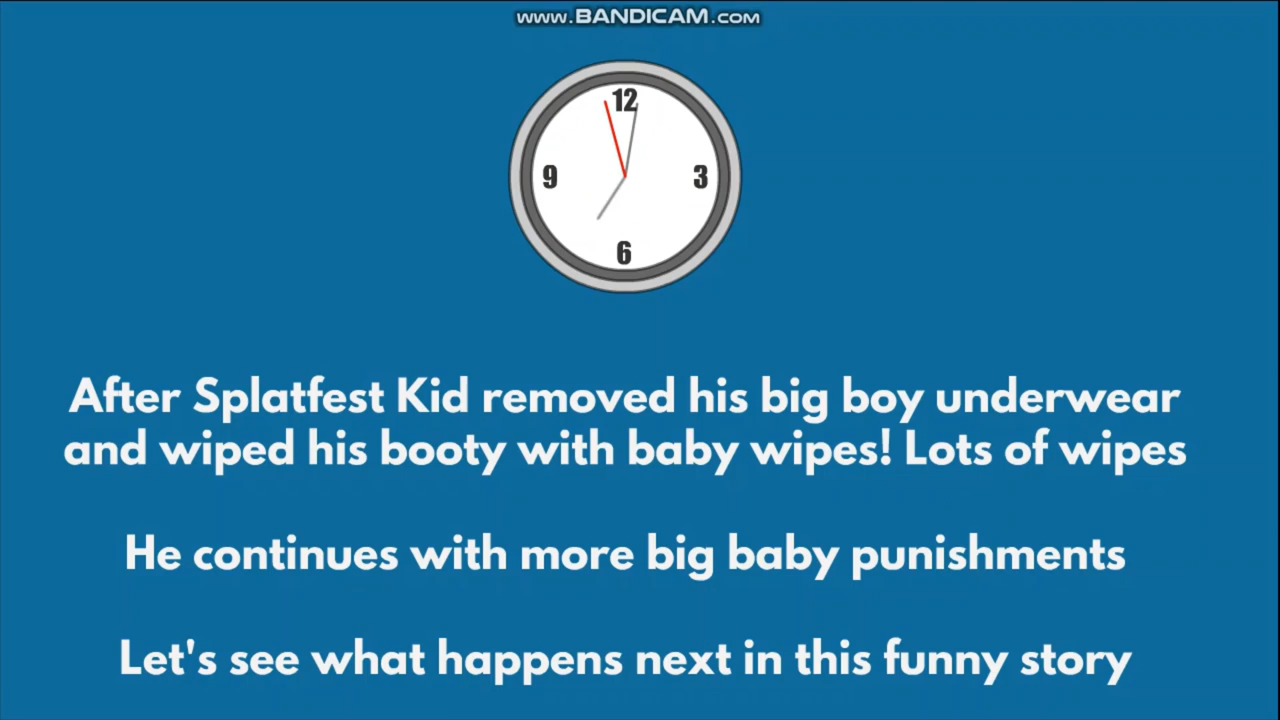 www.BANDICAM.com
12
9
3
6
After Splatfest Kid removed his big boy underwear
and wiped his booty with baby wipes! Lots of wipes
He continues with more big baby punishments
Let's see what happens next in this funny story